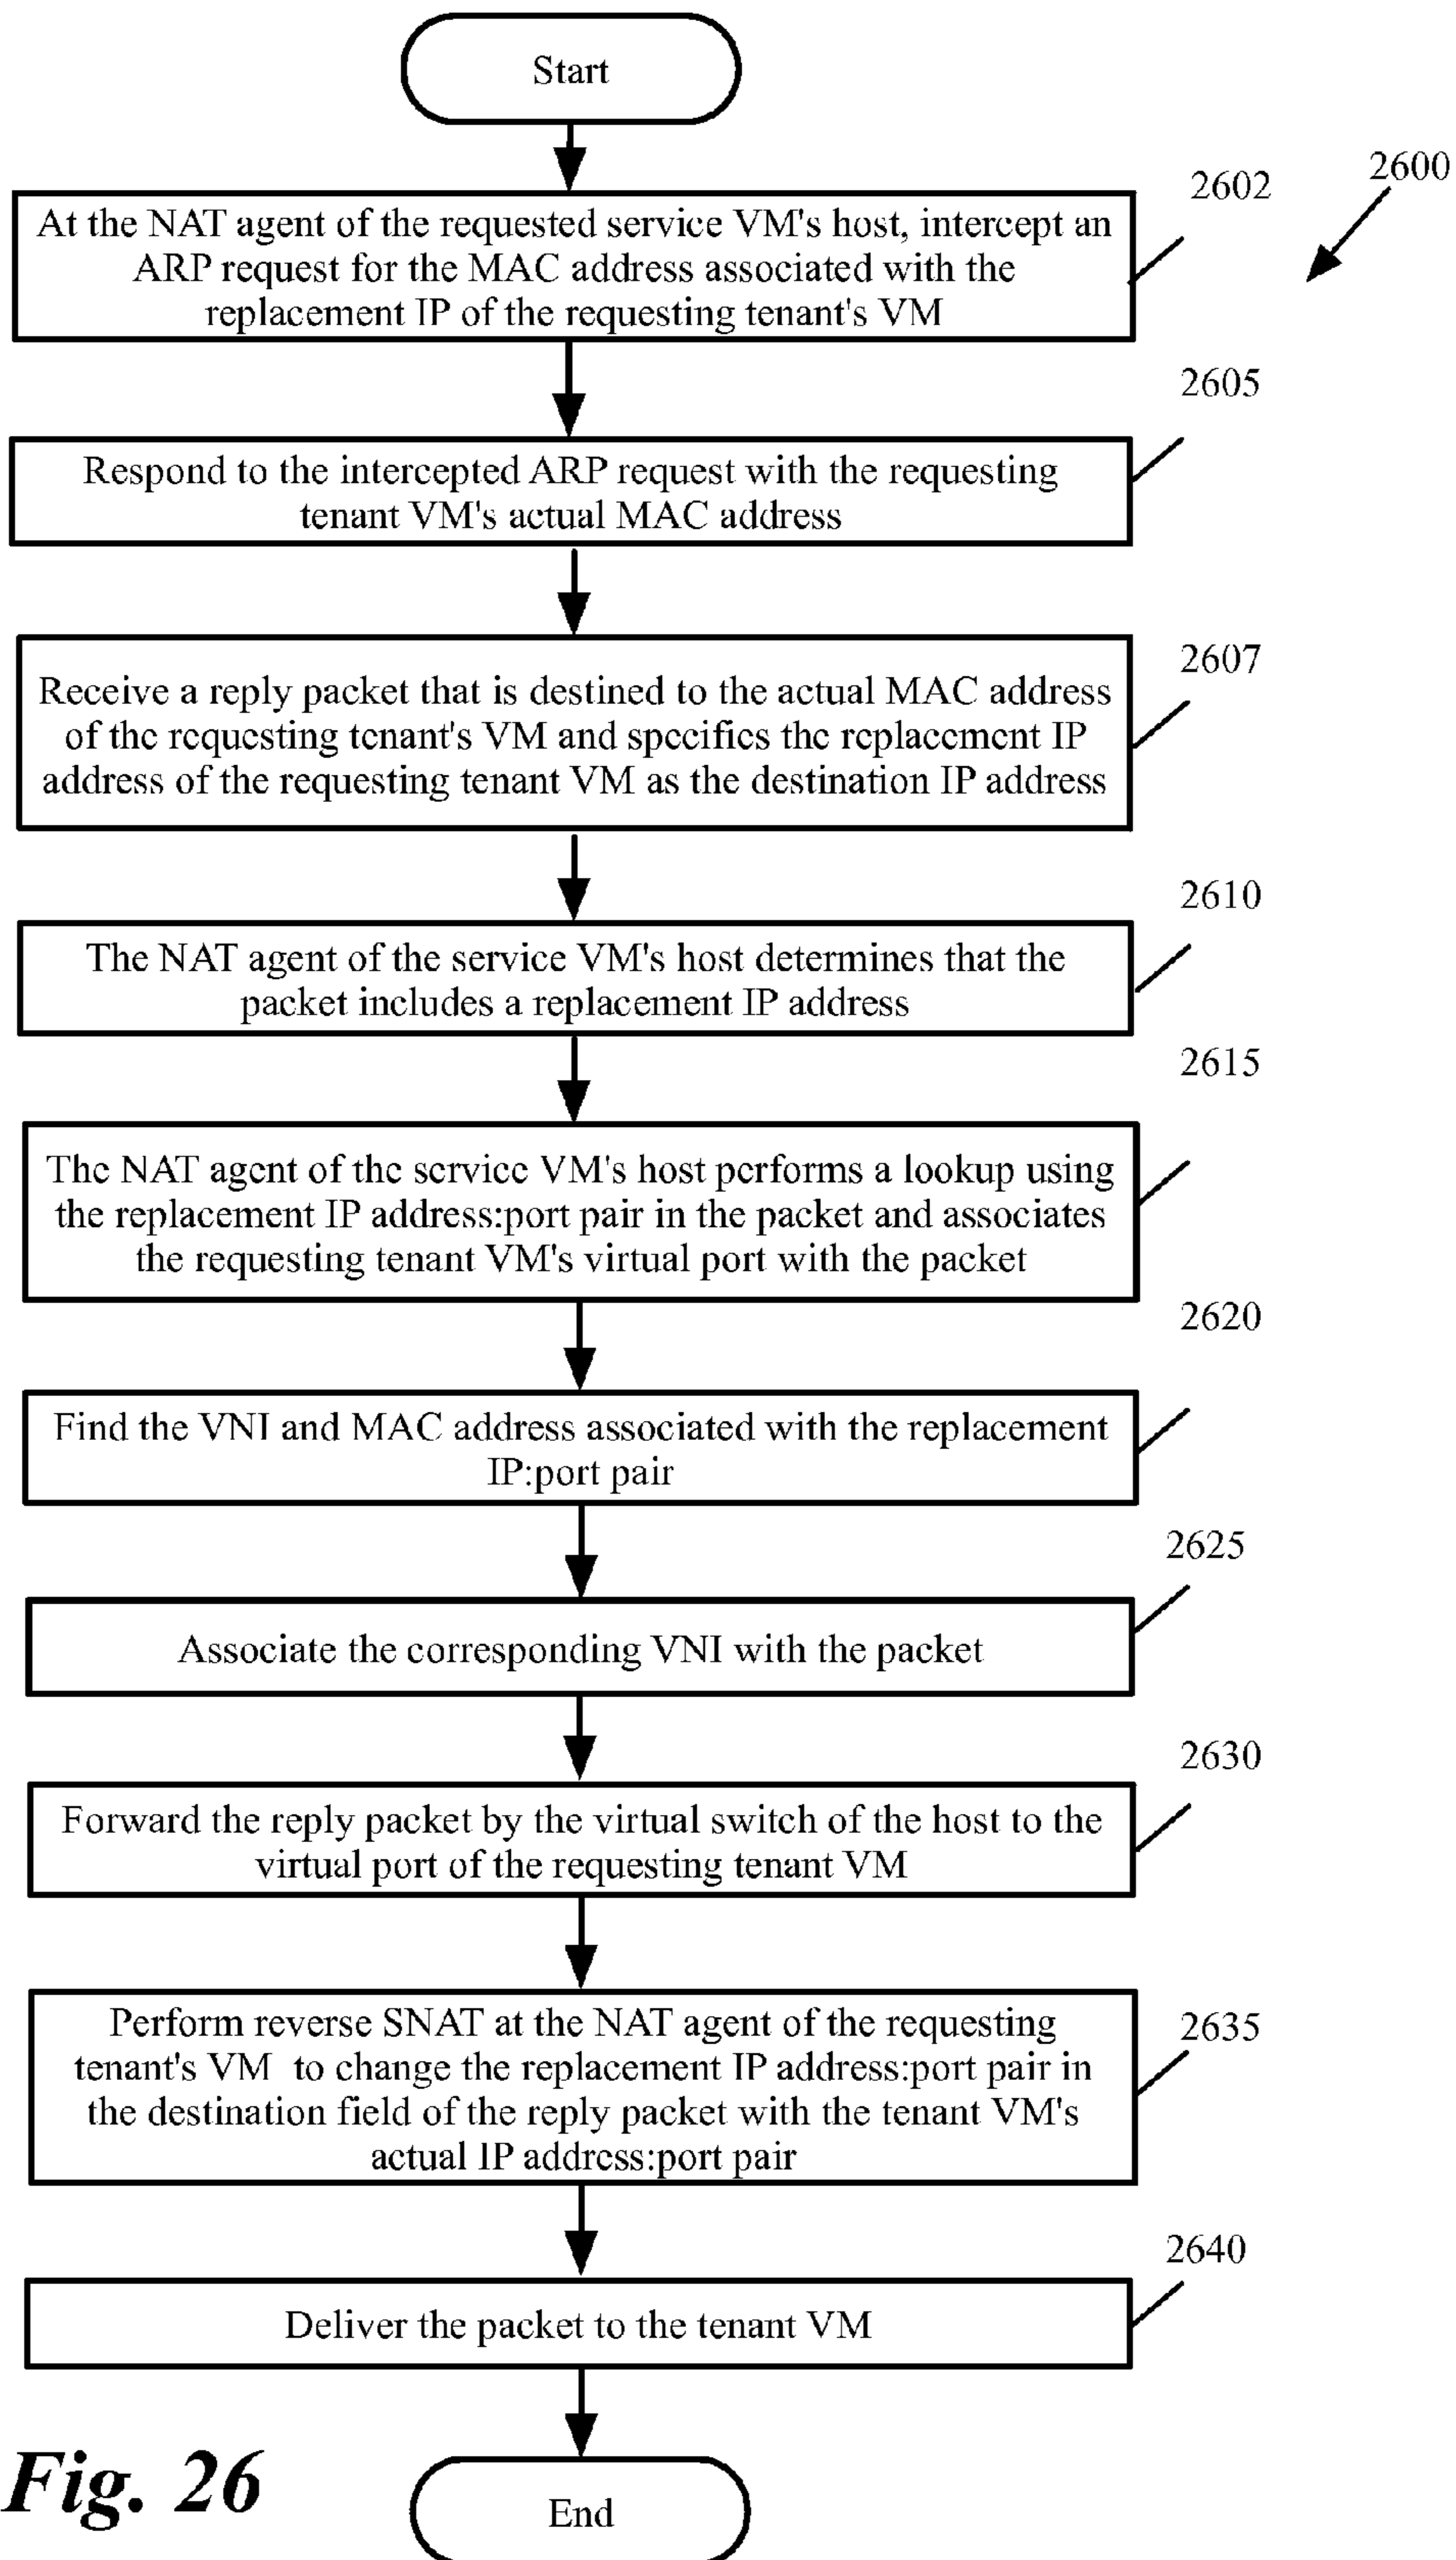 Start
2600
2602
At the NAT agent of the requested service VM's host, intercept an
ARP request for the MAC address associated with the
replacement IP of the requesting tenant's VM
2605
Respond to the intercepted ARP request with the requesting
tenant VM's actual MAC address
2607
Receive a reply packet that is destined to the actual MAC address
of the requesting tenant's VM and specifies the replacement IP
address of the requesting tenant VM as the destination IP address
2610
The NAT agent of the service VM's host determines that the
packet includes a replacement IP address
2615
The NAT agent of the service VM's host performs a lookup using
the replacement IP address:port pair in the packet and associates
the requesting tenant VM's virtual port with the packet
2620
Find the VNI and MAC address associated with the replacement
IP:port pair
2625
Associate the corresponding VNI with the packet
2630
Forward the reply packet by the virtual switch of the host to the
virtual port of the requesting tenant VM
2635
Perform reverse SNAT at the NAT agent of the requesting
tenant's VM to change the replacement IP address:port pair in
the destination field of the reply packet with the tenant VM's
actual IP address:port pair
2640
Deliver the packet to the tenant VM
End
Fig. 26